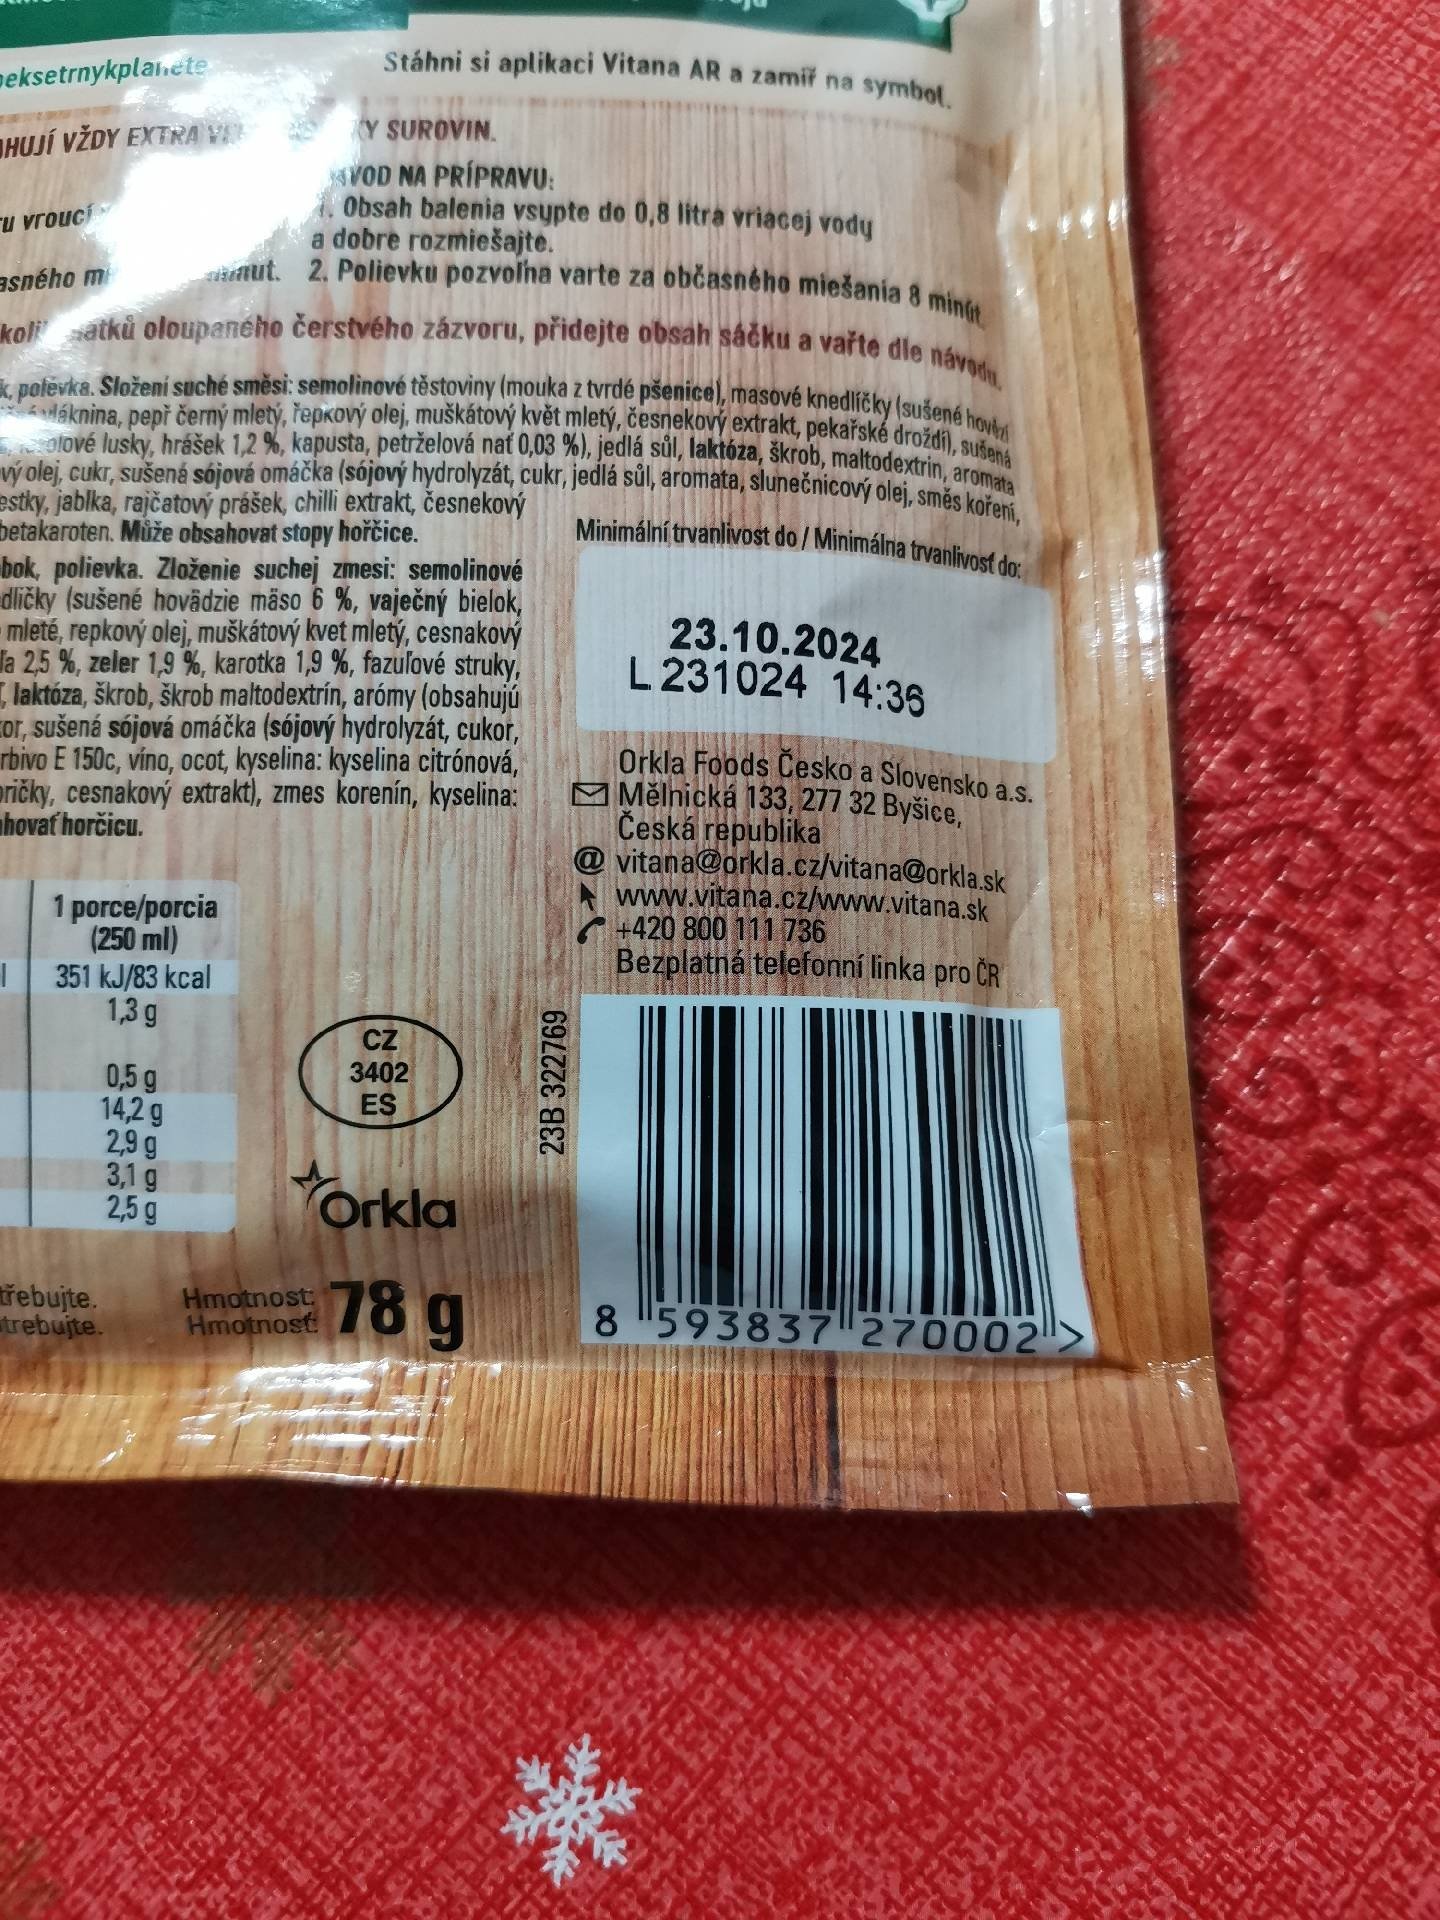 Stáhni si aplikaci Vitana AR a zamiř na symbol.
VŽDY EXTRA SUROVIN.
NA PRÍPRAVU:
1. Obsah balenia vsypte do 0,8 litra vriacej vody
a dobre rozmiešajte.
2. Polievku pozvoľna varte za občasného miešania 8 minút.
oloupaného čerstvého zázvoru, přidejte obsah sáčku a vařte dle návodu.
polévka. Složení suché směsi: semolinové těstoviny (mouka z tvrdé pšenice), masové knedlíčky (sušené hovězí
vláknina, pepř černý mletý, řepkový olej, muškátový květ mletý, česnekový extrakt, pekařské droždí), sušená
lusky, hrášek 1,2 %, kapusta, petrželová nať 0,03 %), jedlá sůl, laktóza, škrob, maltodextrin, aromata
olej, cukr, sušená sójová omáčka (sójový hydrolyzát, cukr, jedlá sůl, aromata, slunečnicový olej, směs koření,
jablka, rajčatový prášek, chilli extrakt, česnekový
betakaroten. Může obsahovat stopy hořčice.
polievka. Zloženie suchej zmesi: semolinové
(sušené hovädzie mäso 6 %, vaječný bielok,
mleté, repkový olej, muškátový kvet mletý, cesnakový
2,5 %, zeler 1,9 %, karotka 1,9 %, fazuľové struky,
laktóza, škrob, škrob maltodextrín, arómy (obsahujú
sušená sójová omáčka (sójový hydrolyzát, cukor,
E 150c, víno, ocot, kyselina: kyselina citrónová,
cesnakový extrakt), zmes korenín, kyselina:
horčicu.
Minimální trvanlivost do / Minimálna trvanlivosť do:
23.10.2024
L 231024 14:36
Orkla Foods Česko a Slovensko a.s.
Mělnická 133, 277 32 Byšice,
Česká republika
@ vitana@orkla.cz/vitana@orkla.sk
www.vitana.cz/www.vitana.sk
+420 800 111 736
Bezplatná telefonní linka pro ČR
1 porce/porcia
(250 ml)
351 kJ/83 kcal
1,3 g
0,5 g
14,2 g
2,9 g
3,1 g
2,5 g
CZ
3402
ES
Orkla
23B 322769
Hmotnost:
Hmotnosť:
78 g
8 593837 270002 >